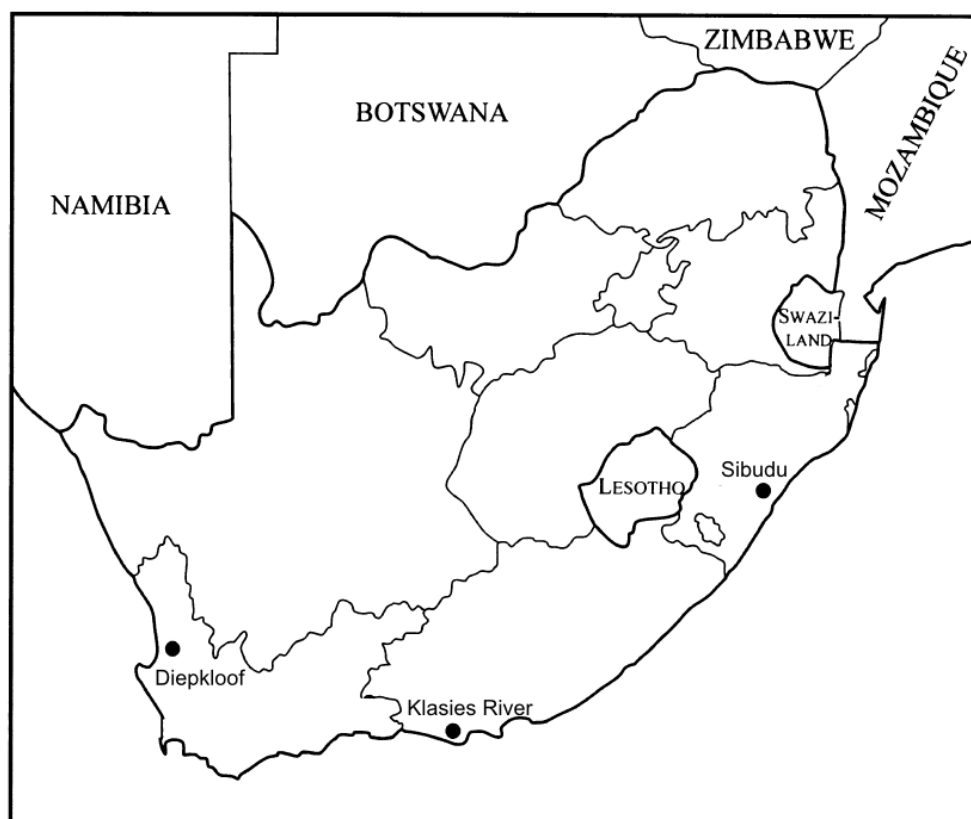 ZIMBABWE
BOTSWANA
MOZAMBIQUE
NAMIBIA
SWAZI-
LAND
Sibudu
LESOTHO
Diepkloof
Klasies River